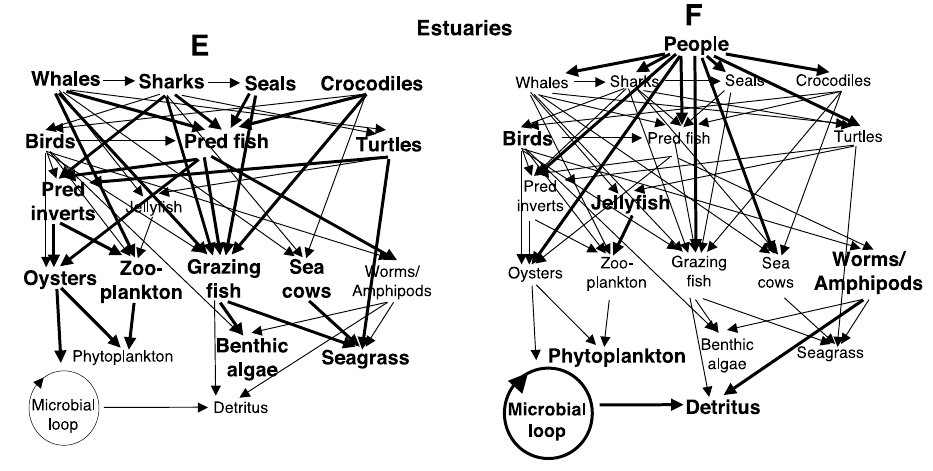 Estuaries
E
Whales
Sharks
Seals
Crocodiles
Birds
Pred fish
Turtles
Pred
inverts
Jellyfish
Oysters
Zoo-
plankton
Grazing
fish
Sea
cows
Worms/
Amphipods
Phytoplankton
Benthic
algae
Seagrass
Microbial
loop
Detritus
F
People
Whales
Sharks
Seals
Crocodiles
Birds
Pred fish
Turtles
Pred
inverts
Jellyfish
Oysters
Zoo-
plankton
Grazing
fish
Sea
cows
Worms/
Amphipods
Phytoplankton
Benthic
algae
Seagrass
Microbial
loop
Detritus